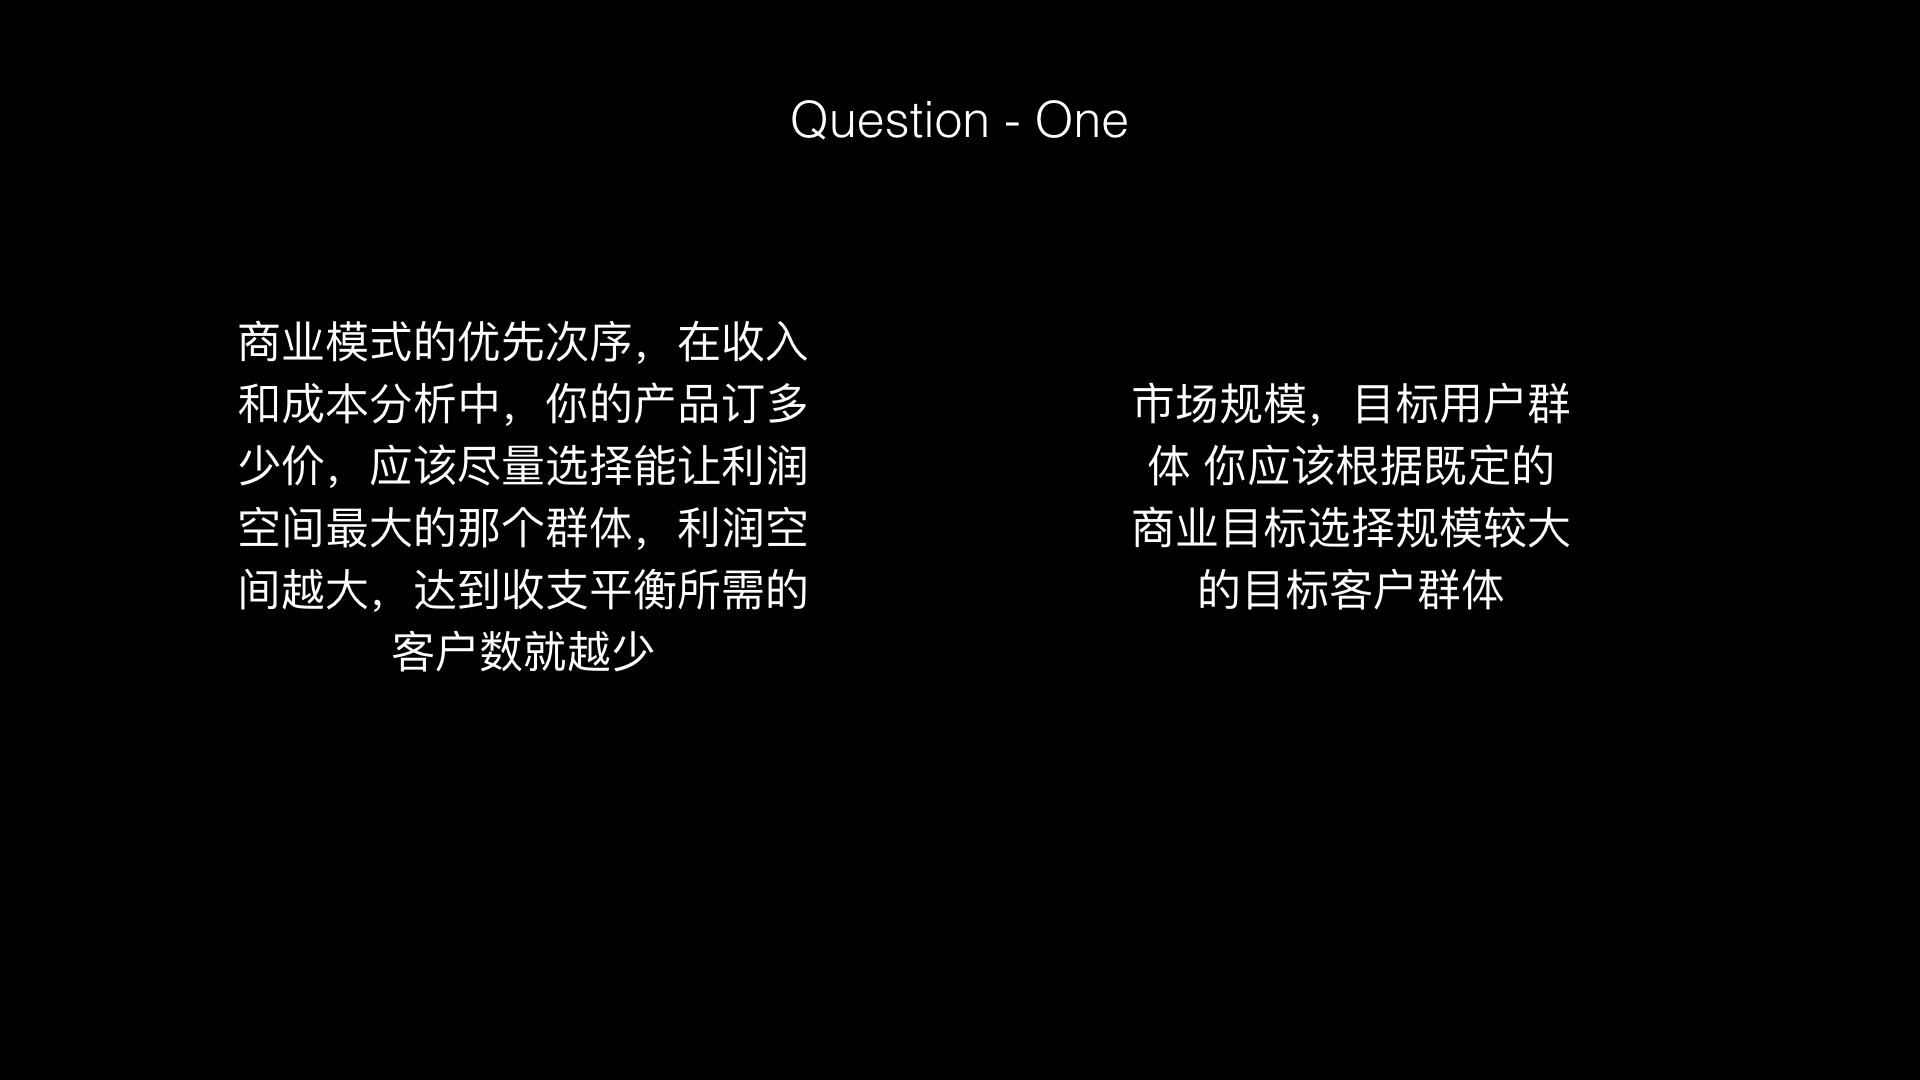 Question - One
商业模式的优先次序，在收入
和成本分析中，你的产品订多
少价，应该尽量选择能让利润
空间最大的那个群体，利润空
间越大，达到收支平衡所需的
客户数就越少
市场规模，目标用户群
体 你应该根据既定的
商业目标选择规模较大
的目标客户群体